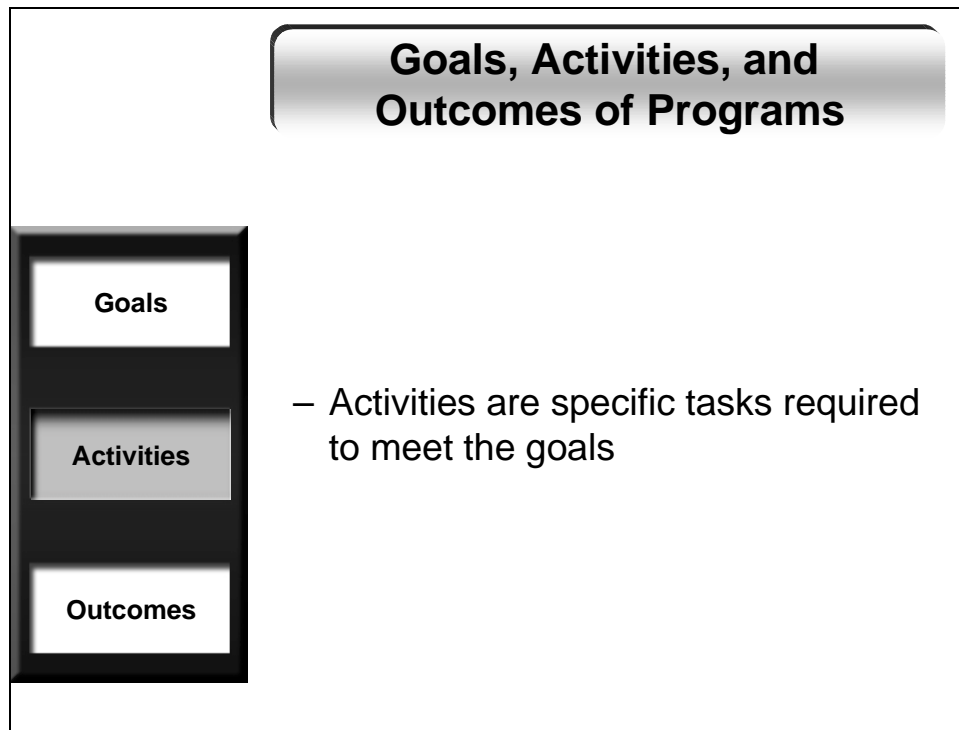 Goals, Activities, and
Outcomes of Programs
Goals
Activities
Outcomes
– Activities are specific tasks required
to meet the goals